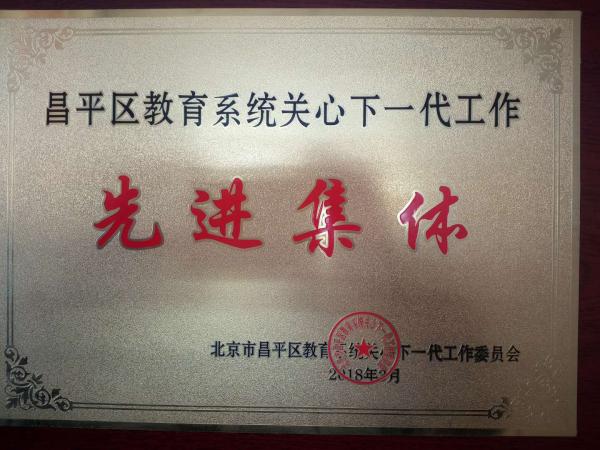 昌平区教育系统关心下一代工作
先进集体
北京市昌平区教育系统关心下一代工作委员会
2018年3月